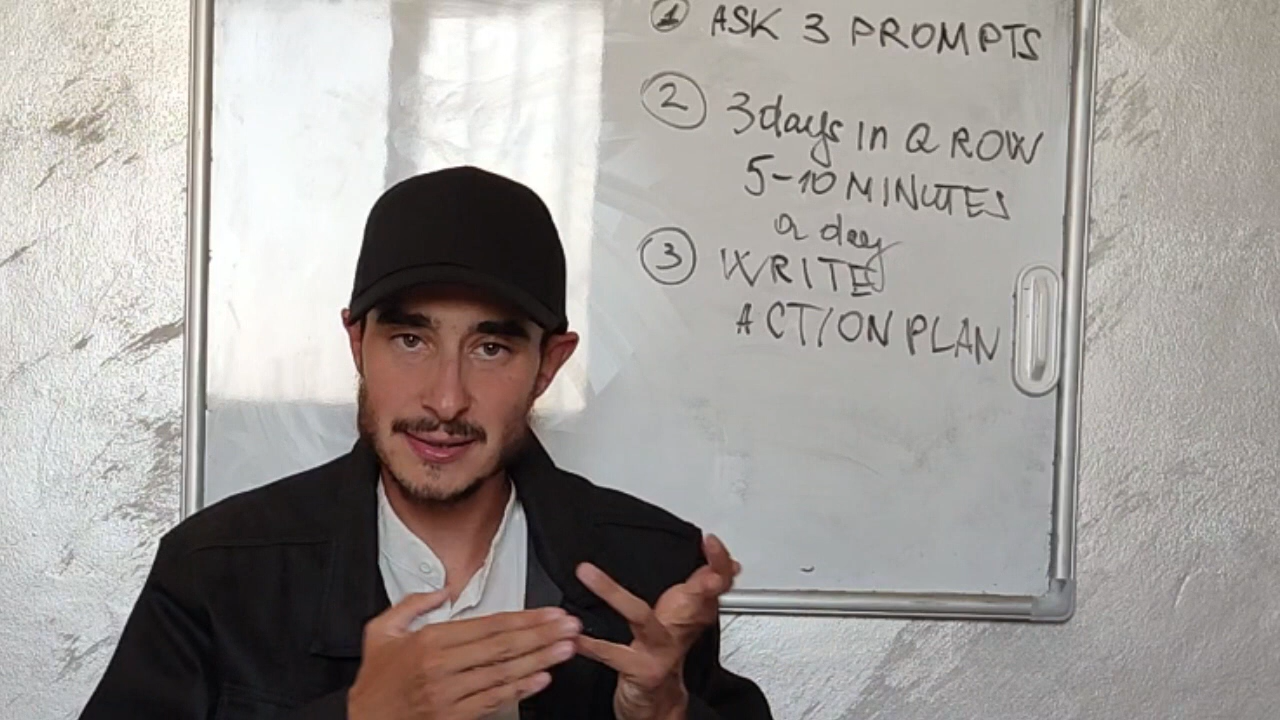 1 ASK 3 PROMPTS
2 3days in a ROW
5-10 MINUTES
a day
3 WRITE
ACTION PLAN